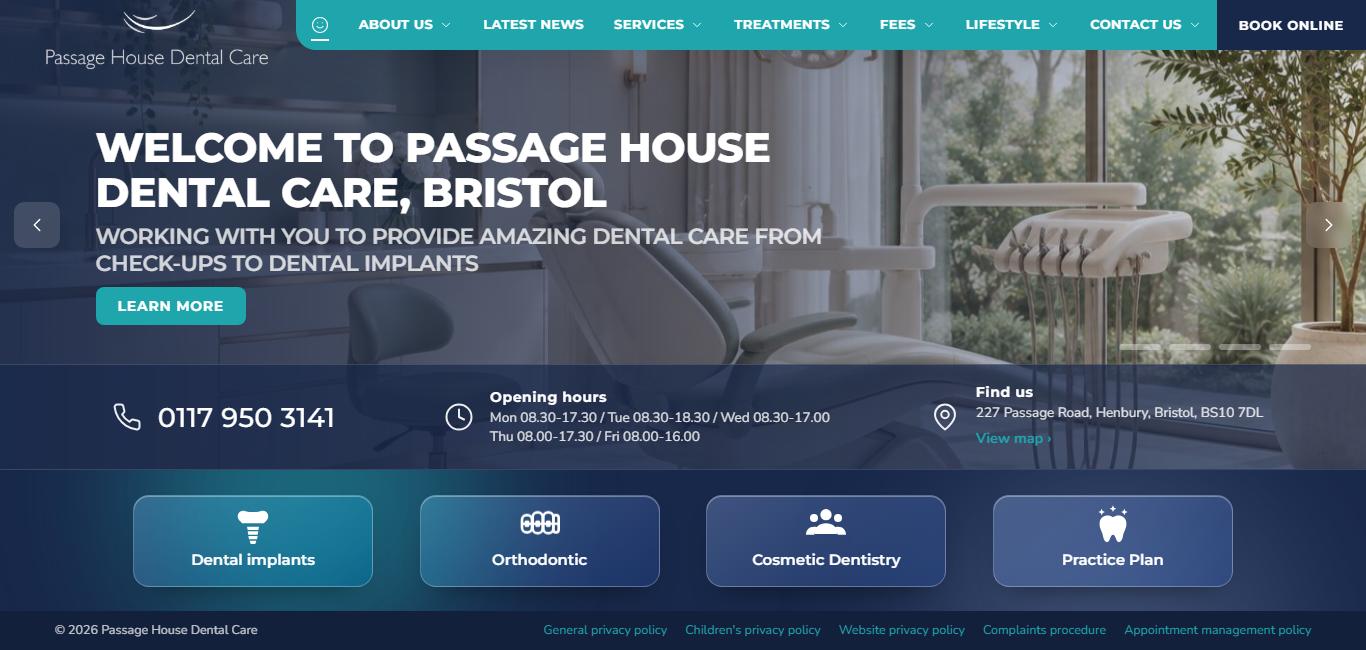 Passage House Dental Care
ABOUT US
LATEST NEWS
SERVICES
TREATMENTS
FEES
LIFESTYLE
CONTACT US
BOOK ONLINE
WELCOME TO PASSAGE HOUSE
DENTAL CARE, BRISTOL
WORKING WITH YOU TO PROVIDE AMAZING DENTAL CARE FROM
CHECK-UPS TO DENTAL IMPLANTS
LEARN MORE
0117 950 3141
Opening hours
Mon 08.30-17.30 / Tue 08.30-18.30 / Wed 08.30-17.00
Thu 08.00-17.30 / Fri 08.00-16.00
Find us
227 Passage Road, Henbury, Bristol, BS10 7DL
View map ›
Dental implants
Orthodontic
Cosmetic Dentistry
Practice Plan
© 2026 Passage House Dental Care
General privacy policy
Children's privacy policy
Website privacy policy
Complaints procedure
Appointment management policy